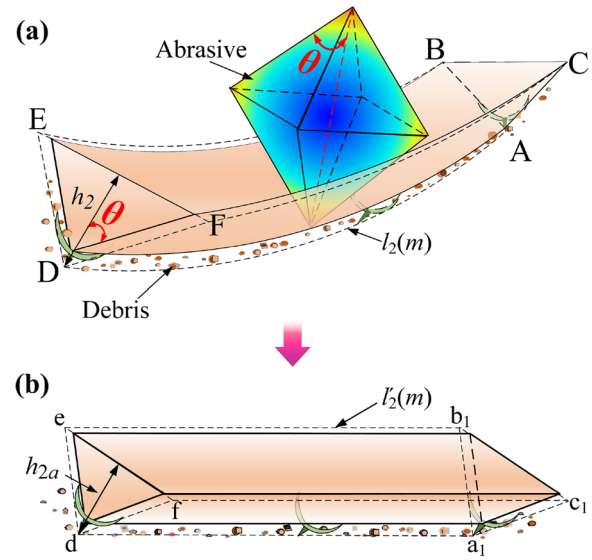 (a)
Abrasive
θ
B
C
E
A
h₂
θ
F
D
l₂(m)
Debris
(b)
e
l′₂(m)
b₁
h₂ₐ
f
c₁
d
a₁